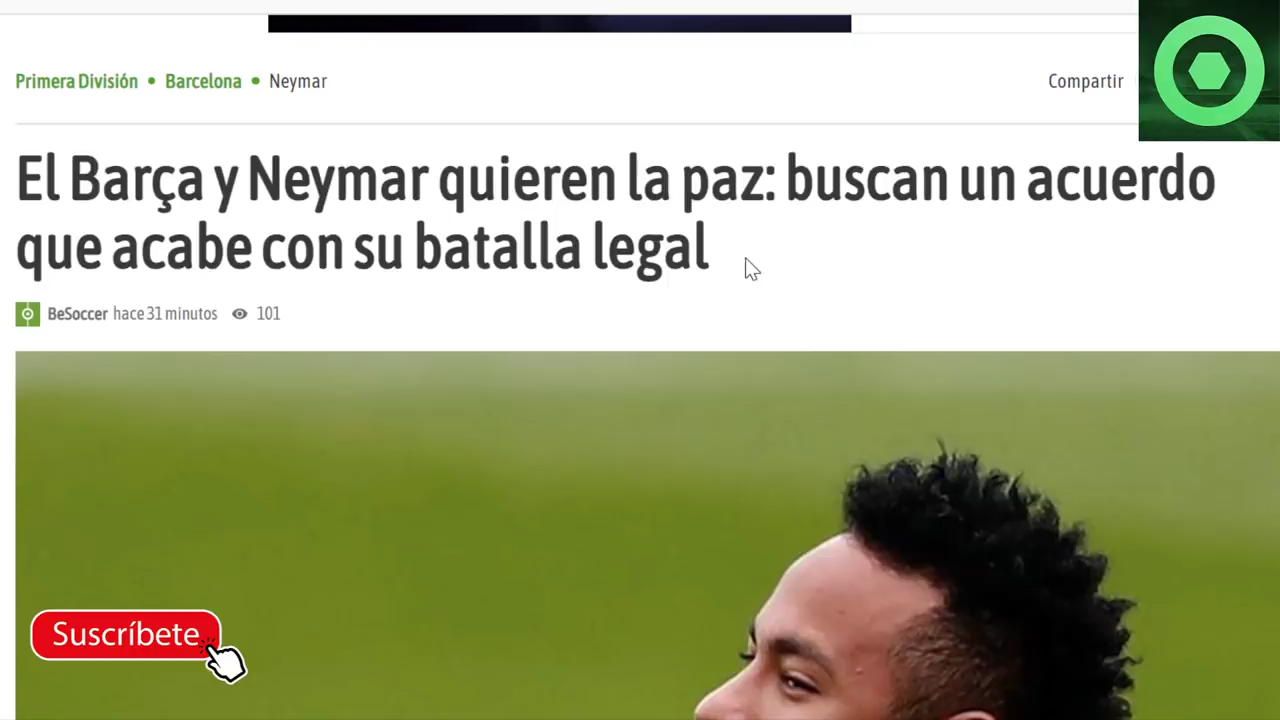 Primera División • Barcelona • Neymar
Compartir
El Barça y Neymar quieren la paz: buscan un acuerdo
que acabe con su batalla legal
BeSoccer hace 31 minutos 101
Suscríbete